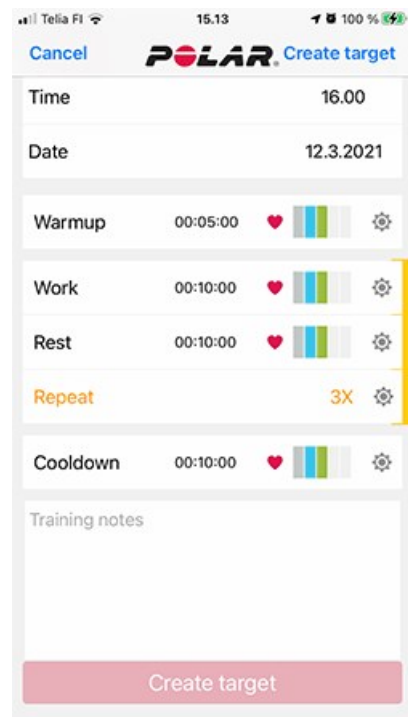 Telia FI 15.13 100 %
Cancel POLAR. Create target
Time 16.00
Date 12.3.2021
Warmup 00:05:00
Work 00:10:00
Rest 00:10:00
Repeat 3X
Cooldown 00:10:00
Training notes
Create target